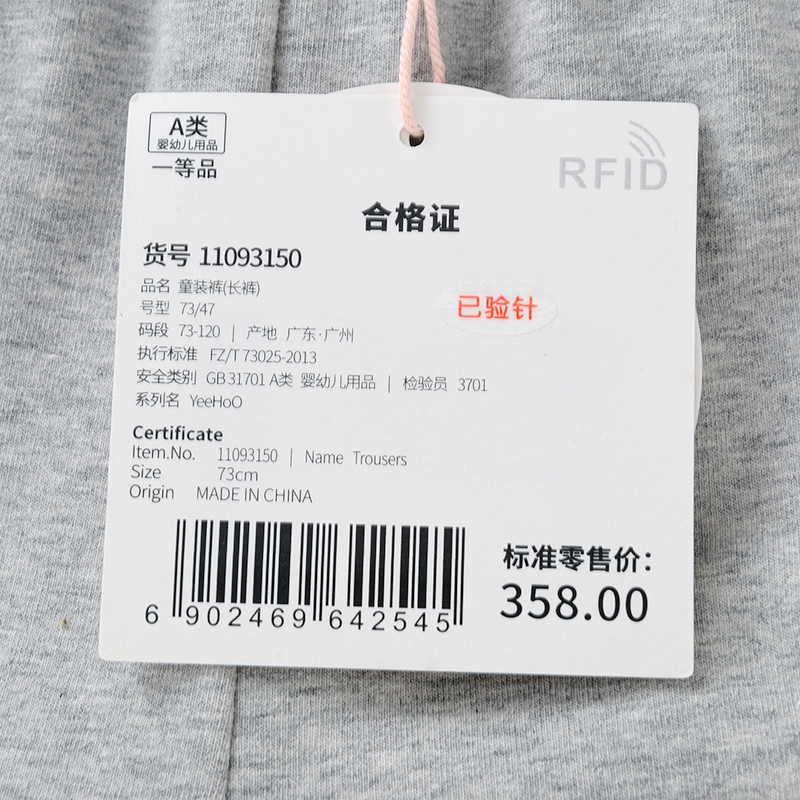 A类
婴幼儿用品
一等品
RFID
合格证
货号 11093150
品名 童装裤(长裤)
号型 73/47
已验针
码段 73-120 | 产地 广东·广州
执行标准 FZ/T 73025-2013
安全类别 GB 31701 A类 婴幼儿用品 | 检验员 3701
系列名 YeeHoO
Certificate
Item.No. 11093150 | Name Trousers
Size 73cm
Origin MADE IN CHINA
标准零售价:
358.00
6 902469 642545